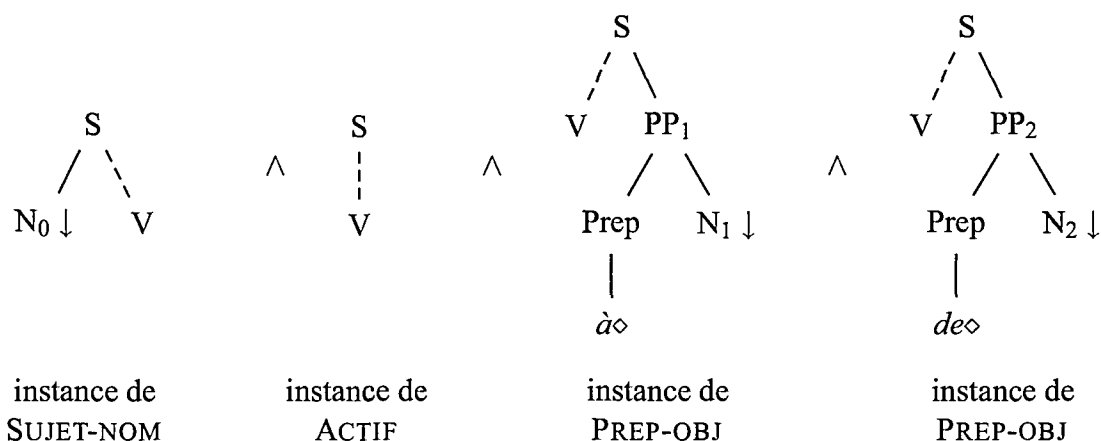 S S
S S V PP₁ V PP₂
∧ ∧ ∧
N₀ ↓ V V Prep N₁ ↓ Prep N₂ ↓
à◇ de◇
instance de instance de instance de instance de
SUJET-NOM ACTIF PREP-OBJ PREP-OBJ